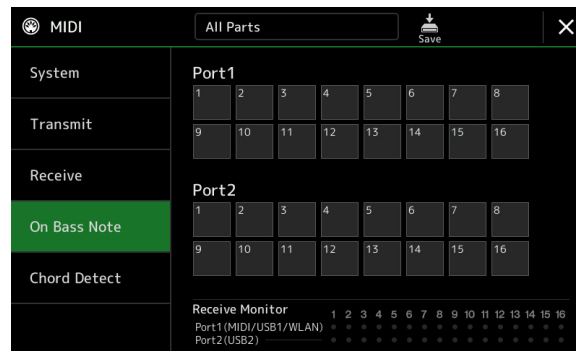 MIDI
All Parts
Save
System
Transmit
Receive
On Bass Note
Chord Detect
Port1
1 2 3 4 5 6 7 8
9 10 11 12 13 14 15 16
Port2
1 2 3 4 5 6 7 8
9 10 11 12 13 14 15 16
Receive Monitor 1 2 3 4 5 6 7 8 9 10 11 12 13 14 15 16
Port1(MIDI/USB1/WLAN)
Port2(USB2)